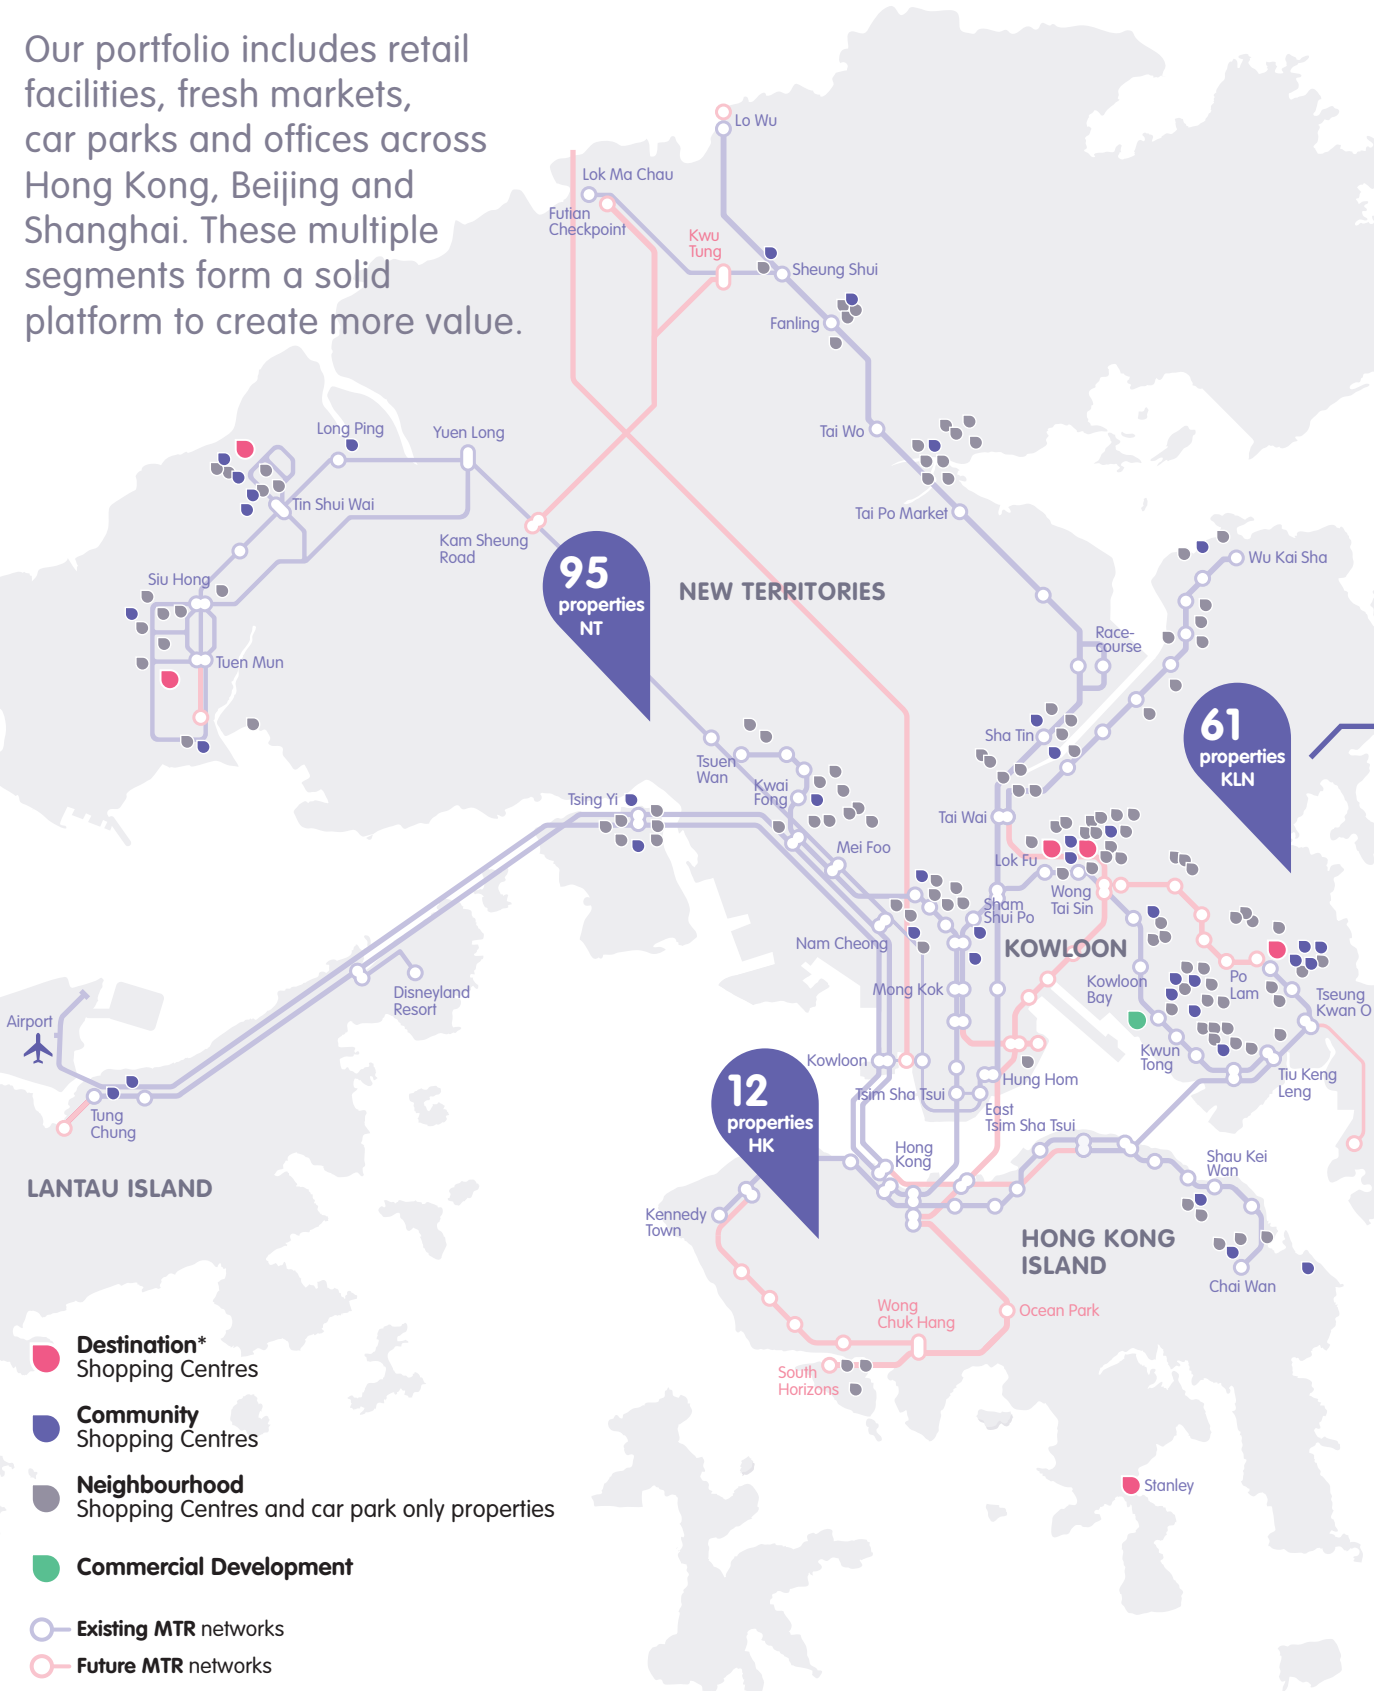 Our portfolio includes retail
facilities, fresh markets,
car parks and offices across
Hong Kong, Beijing and
Shanghai. These multiple
segments form a solid
platform to create more value.
Lo Wu
Lok Ma Chau
Futian
Checkpoint
Kwu
Tung
Sheung Shui
Fanling
Long Ping
Yuen Long
Tai Wo
Tin Shui Wai
Tai Po Market
Kam Sheung
Road
Wu Kai Sha
95
properties
NT
NEW TERRITORIES
Siu Hong
Race-
course
Tuen Mun
61
properties
KLN
Sha Tin
Tsuen
Wan
Kwai
Fong
Tsing Yi
Tai Wai
Mei Foo
Lok Fu
Wong
Tai Sin
Sham
Shui Po
Nam Cheong
KOWLOON
Kowloon
Bay
Po
Lam
Mong Kok
Disneyland
Resort
Tseung
Kwan O
Airport
Kwun
Tong
Kowloon
Hung Hom
Tiu Keng
Leng
12
properties
HK
Tsim Sha Tsui
East
Tsim Sha Tsui
Tung
Chung
Hong
Kong
Shau Kei
Wan
LANTAU ISLAND
Kennedy
Town
HONG KONG
ISLAND
Chai Wan
Wong
Chuk Hang
Ocean Park
South
Horizons
Stanley
Destination*
Shopping Centres
Community
Shopping Centres
Neighbourhood
Shopping Centres and car park only properties
Commercial Development
Existing MTR networks
Future MTR networks